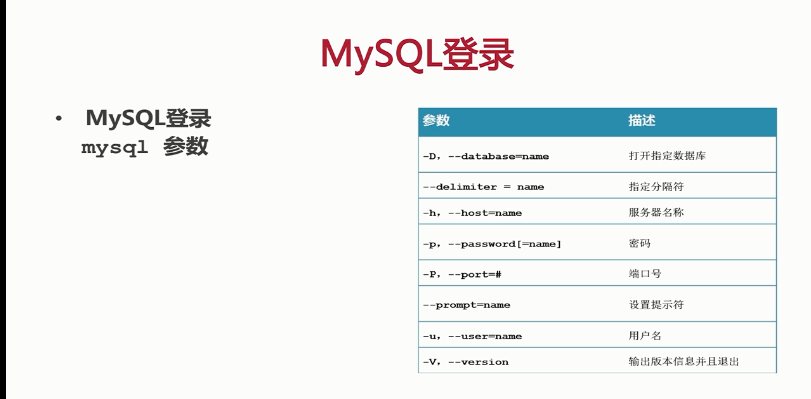 MySQL登录
• MySQL登录
mysql 参数
参数 描述
-D，--database=name 打开指定数据库
--delimiter = name 指定分隔符
-h，--host=name 服务器名称
-p，--password[=name] 密码
-P，--port=# 端口号
--prompt=name 设置提示符
-u，--user=name 用户名
-V，--version 输出版本信息并且退出